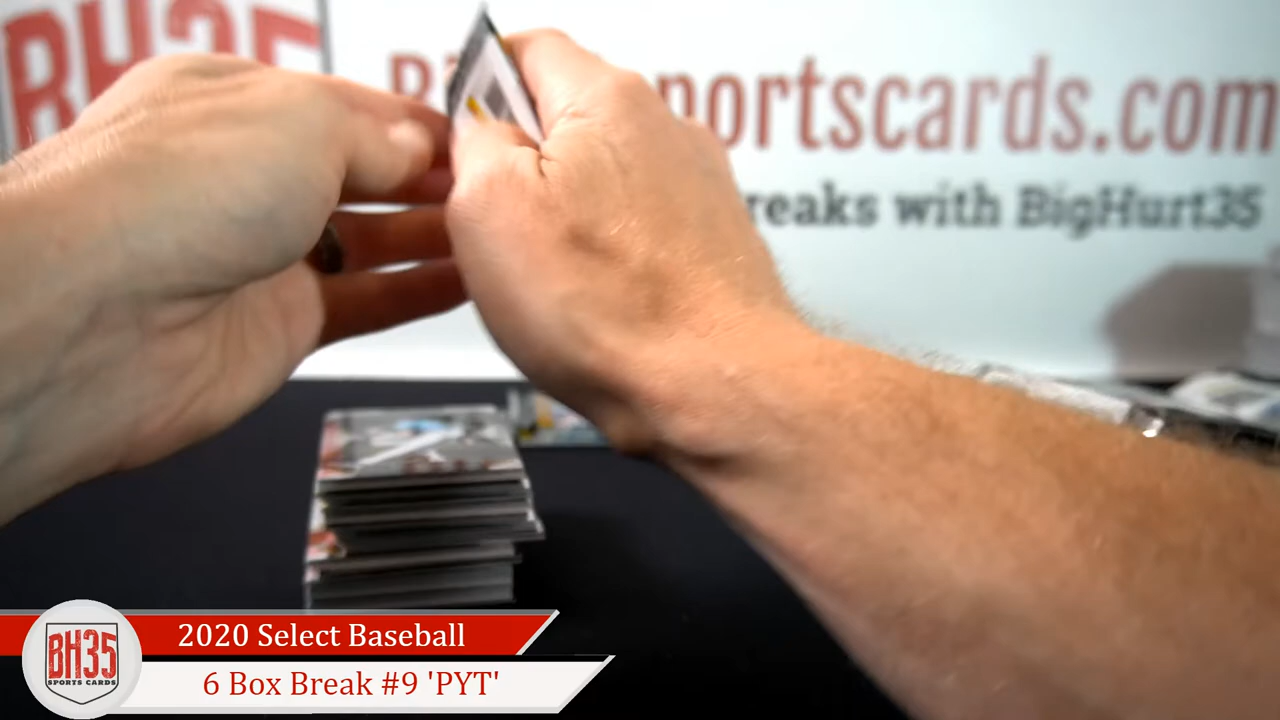 BH35
portscards.com
reaks with BigHurt35
2020 Select Baseball
BH35
SPORTS CARDS
6 Box Break #9 'PYT'